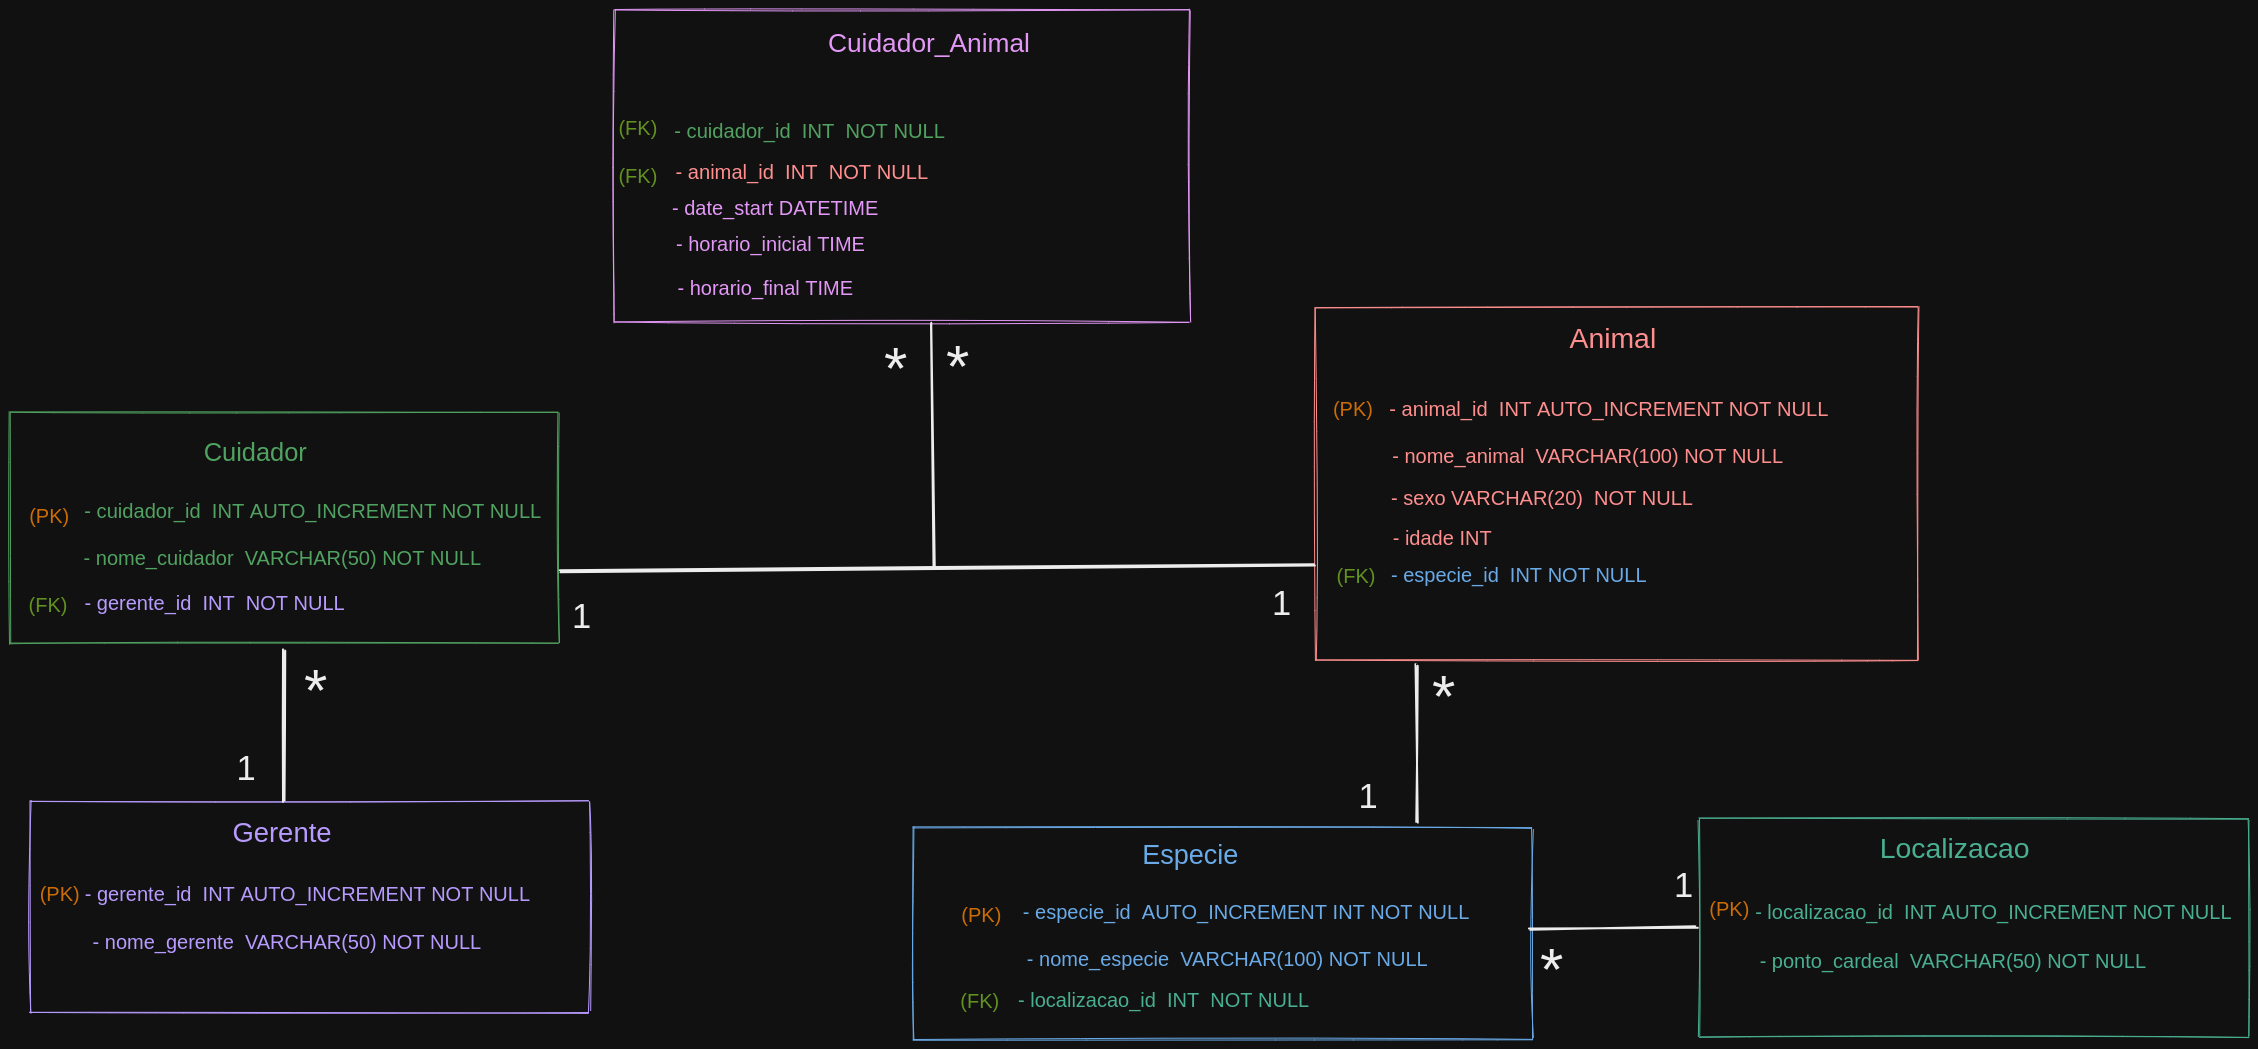 Cuidador_Animal
(FK) - cuidador_id INT NOT NULL
(FK) - animal_id INT NOT NULL
- date_start DATETIME
- horario_inicial TIME
- horario_final TIME
* *
Animal
(PK) - animal_id INT AUTO_INCREMENT NOT NULL
- nome_animal VARCHAR(100) NOT NULL
- sexo VARCHAR(20) NOT NULL
- idade INT
(FK) - especie_id INT NOT NULL
Cuidador
(PK) - cuidador_id INT AUTO_INCREMENT NOT NULL
- nome_cuidador VARCHAR(50) NOT NULL
(FK) - gerente_id INT NOT NULL
1
1
*
1
*
1
Gerente
(PK) - gerente_id INT AUTO_INCREMENT NOT NULL
- nome_gerente VARCHAR(50) NOT NULL
Especie
(PK) - especie_id AUTO_INCREMENT INT NOT NULL
- nome_especie VARCHAR(100) NOT NULL
(FK) - localizacao_id INT NOT NULL
1
*
Localizacao
(PK) - localizacao_id INT AUTO_INCREMENT NOT NULL
- ponto_cardeal VARCHAR(50) NOT NULL